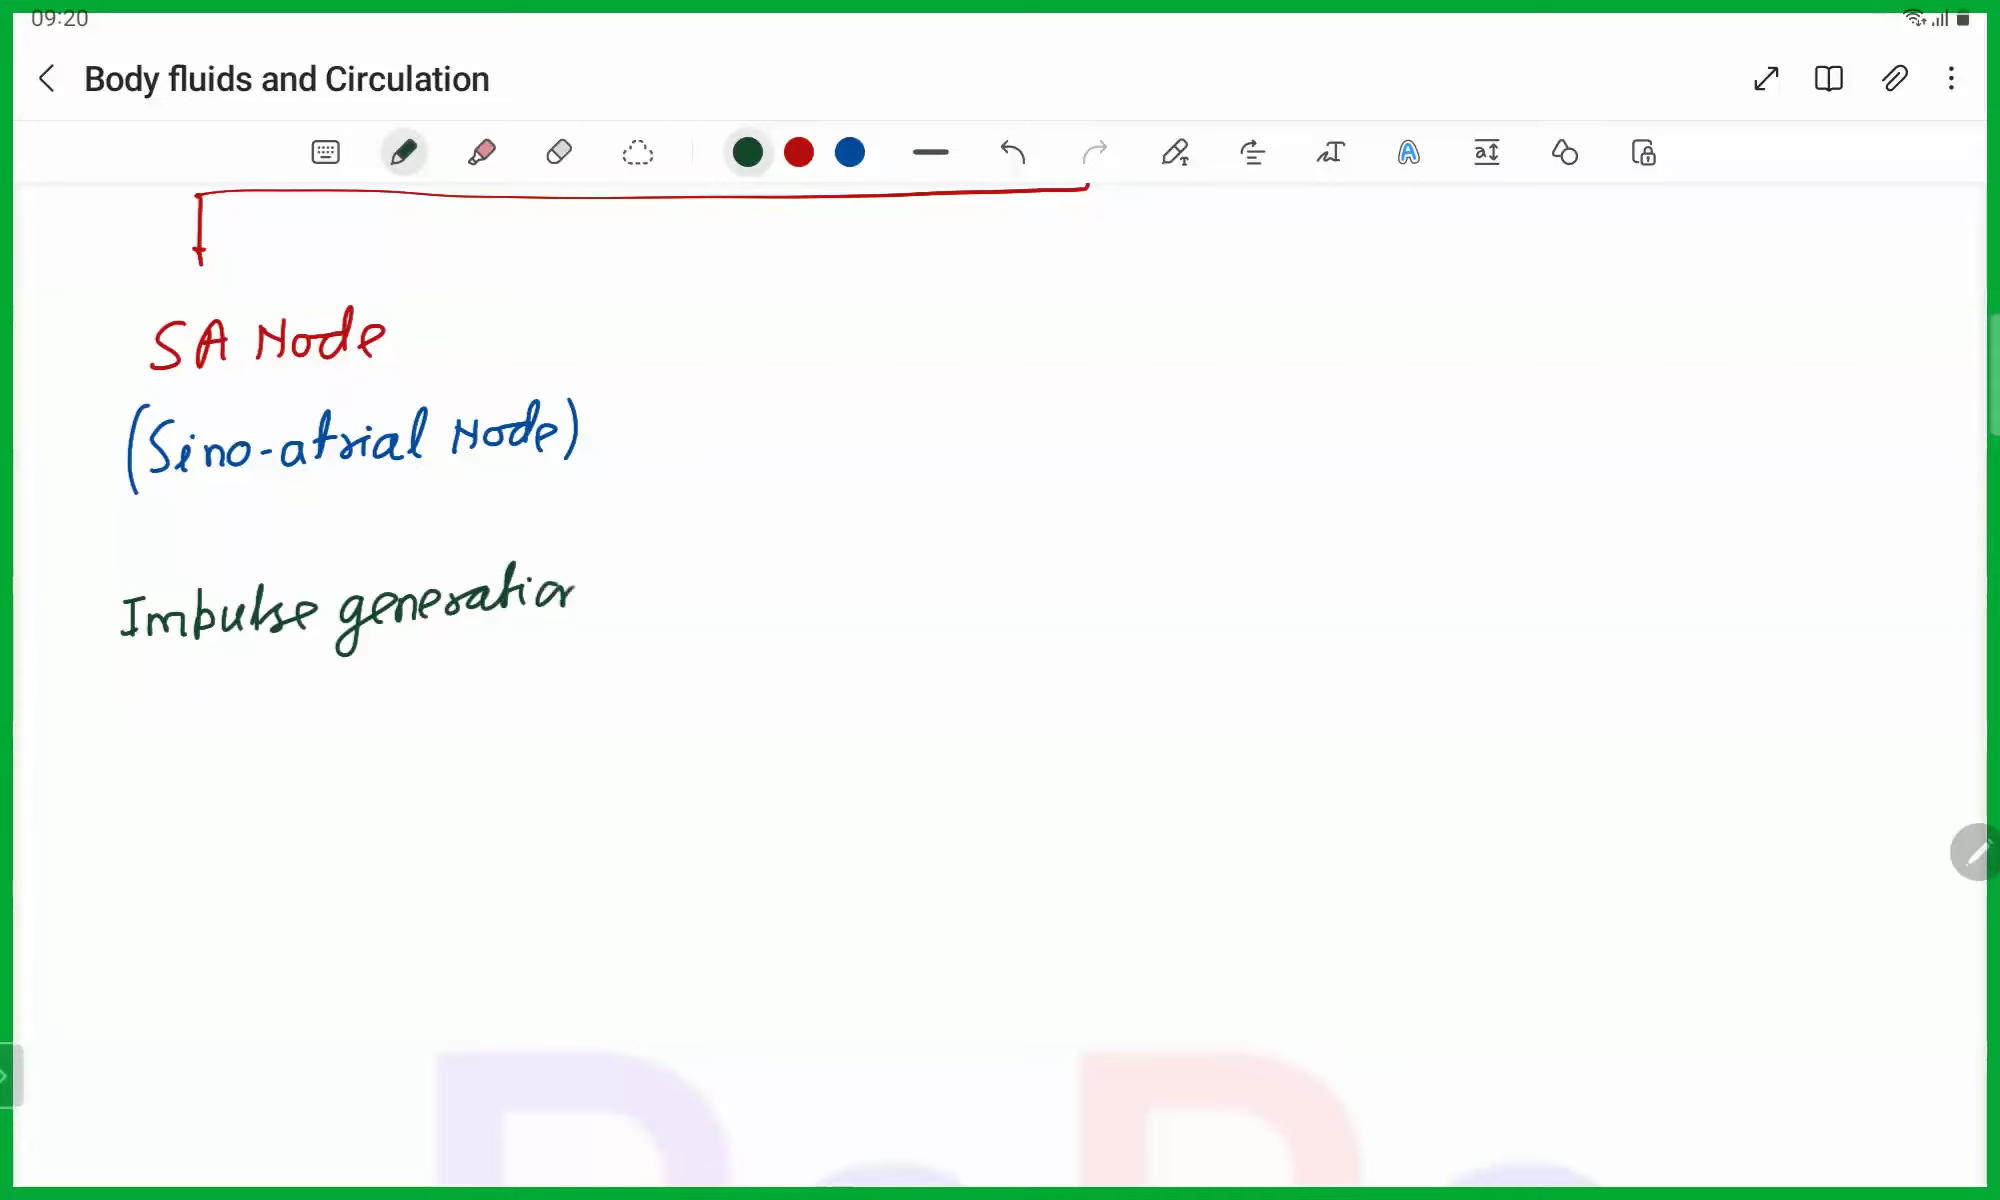 09:20
Body fluids and Circulation
SA Node
(Sino-atrial Node)
Impulse generation